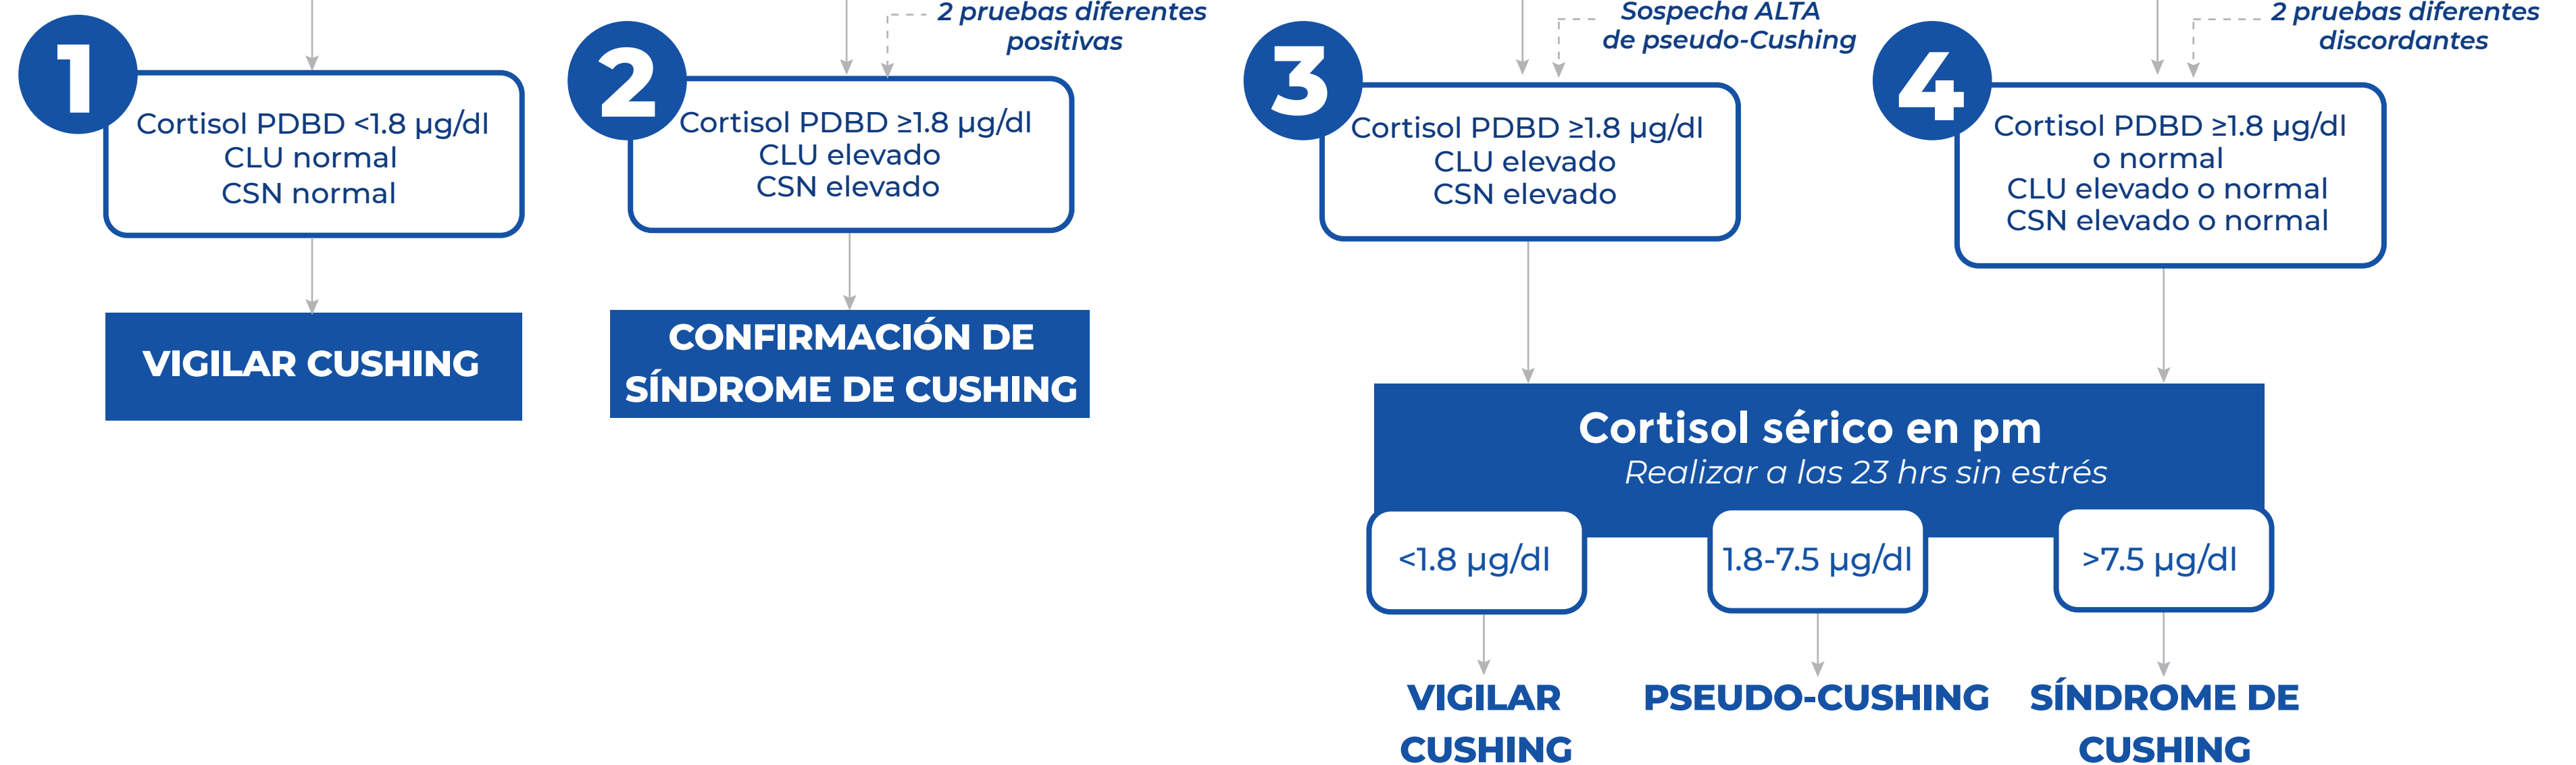 1
Cortisol PDBD <1.8 µg/dl
CLU normal
CSN normal
VIGILAR CUSHING
2 pruebas diferentes
positivas
2
Cortisol PDBD ≥1.8 µg/dl
CLU elevado
CSN elevado
CONFIRMACIÓN DE
SÍNDROME DE CUSHING
Sospecha ALTA
de pseudo-Cushing
3
Cortisol PDBD ≥1.8 µg/dl
CLU elevado
CSN elevado
2 pruebas diferentes
discordantes
4
Cortisol PDBD ≥1.8 µg/dl
o normal
CLU elevado o normal
CSN elevado o normal
Cortisol sérico en pm
Realizar a las 23 hrs sin estrés
<1.8 µg/dl
1.8-7.5 µg/dl
>7.5 µg/dl
VIGILAR
CUSHING
PSEUDO-CUSHING
SÍNDROME DE
CUSHING